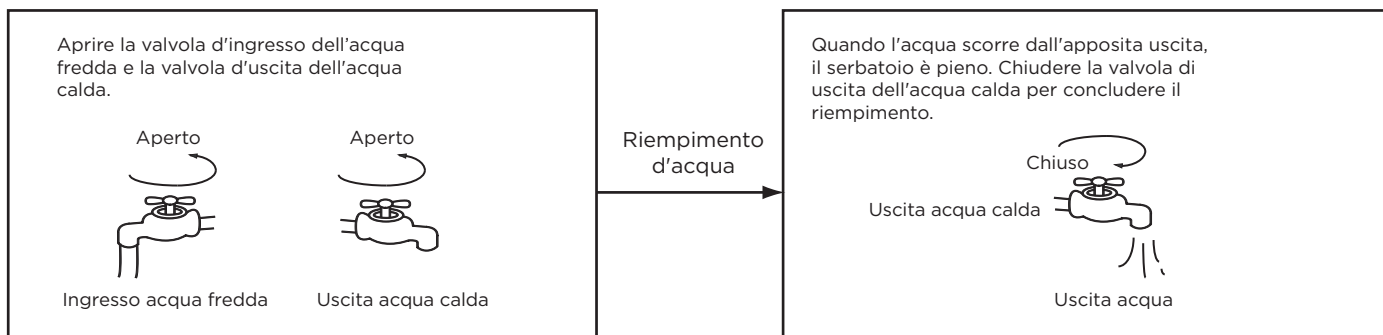 Aprire la valvola d'ingresso dell'acqua
fredda e la valvola d'uscita dell'acqua
calda.
Aperto
Aperto
Ingresso acqua fredda
Uscita acqua calda
Riempimento
d'acqua
Quando l'acqua scorre dall'apposita uscita,
il serbatoio è pieno. Chiudere la valvola di
uscita dell'acqua calda per concludere il
riempimento.
Chiuso
Uscita acqua calda
Uscita acqua